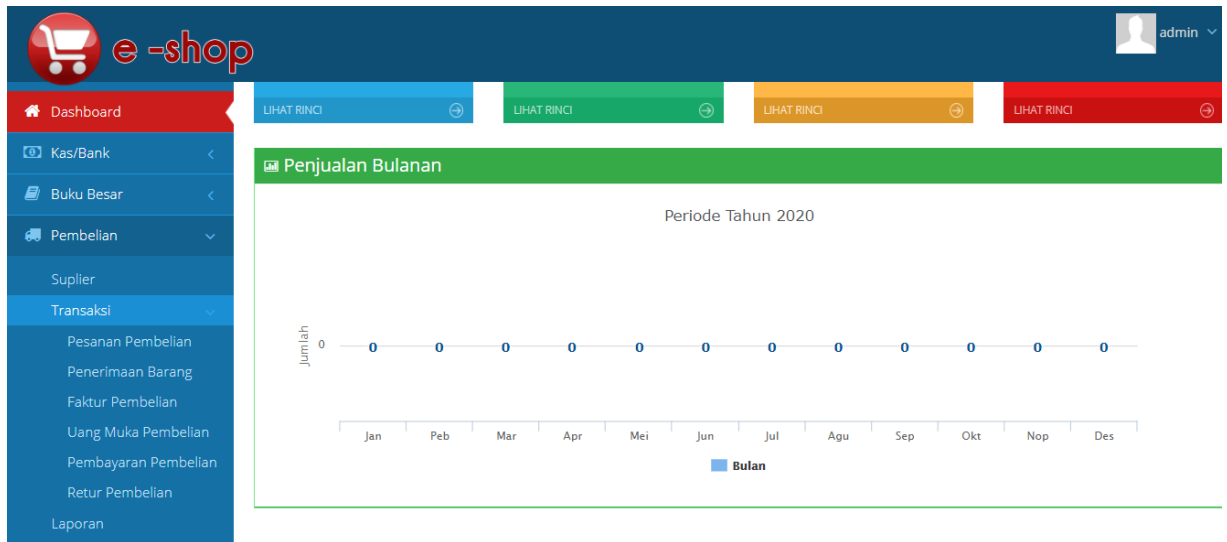 e -shop
admin
Dashboard
Kas/Bank
Buku Besar
Pembelian
Suplier
Transaksi
Pesanan Pembelian
Penerimaan Barang
Faktur Pembelian
Uang Muka Pembelian
Pembayaran Pembelian
Retur Pembelian
Laporan
LIHAT RINCI LIHAT RINCI LIHAT RINCI LIHAT RINCI
Penjualan Bulanan
Periode Tahun 2020
Jumlah
0
0 0 0 0 0 0 0 0 0 0 0 0
Jan Peb Mar Apr Mei Jun Jul Agu Sep Okt Nop Des
Bulan